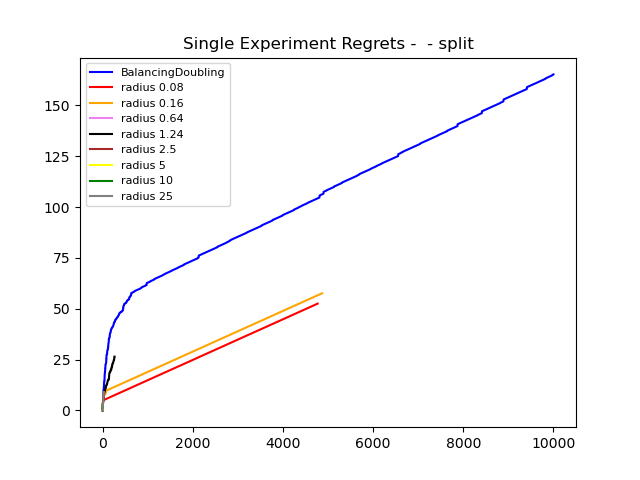 Single Experiment Regrets -  - split
BalancingDoubling
radius 0.08
radius 0.16
radius 0.64
radius 1.24
radius 2.5
radius 5
radius 10
radius 25
150
125
100
75
50
25
0
0 2000 4000 6000 8000 10000